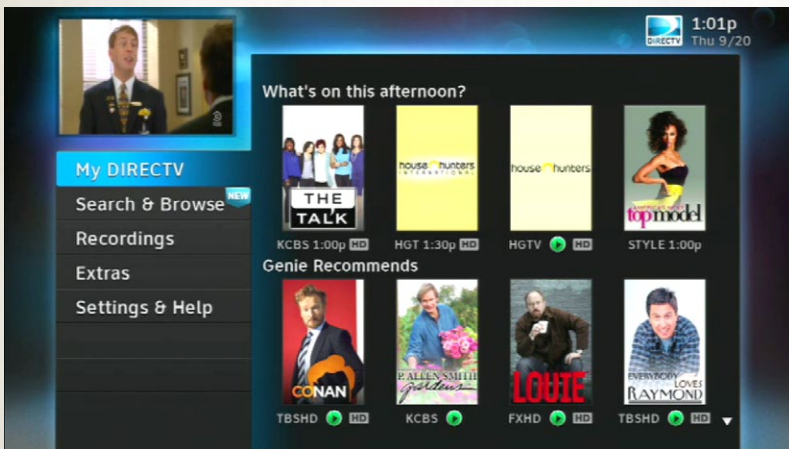 DIRECTV
1:01p
Thu 9/20
My DIRECTV
Search & Browse
NEW
Recordings
Extras
Settings & Help
What's on this afternoon?
THE
TALK
house hunters
INTERNATIONAL
house hunters
top model
KCBS 1:00p HD
HGT 1:30p HD
HGTV HD
STYLE 1:00p
Genie Recommends
CONAN
P. ALLEN SMITH
gardens
LOUIE
EVERYBODY
LOVES
RAYMOND
TBSHD HD
KCBS
FXHD HD
TBSHD HD